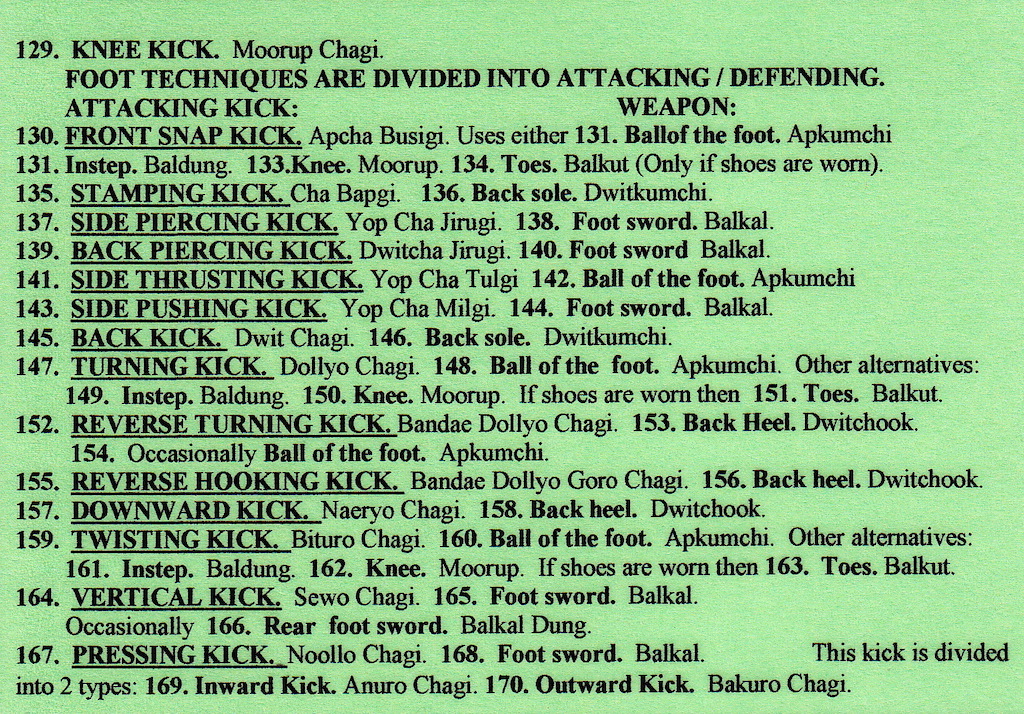 129. KNEE KICK. Moorup Chagi.
FOOT TECHNIQUES ARE DIVIDED INTO ATTACKING / DEFENDING.
ATTACKING KICK: WEAPON:
130. FRONT SNAP KICK. Apcha Busigi. Uses either 131. Ballof the foot. Apkumchi
131. Instep. Baldung. 133.Knee. Moorup. 134. Toes. Balkut (Only if shoes are worn).
135. STAMPING KICK. Cha Bapgi. 136. Back sole. Dwitkumchi.
137. SIDE PIERCING KICK. Yop Cha Jirugi. 138. Foot sword. Balkal.
139. BACK PIERCING KICK. Dwitcha Jirugi. 140. Foot sword Balkal.
141. SIDE THRUSTING KICK. Yop Cha Tulgi 142. Ball of the foot. Apkumchi
143. SIDE PUSHING KICK. Yop Cha Milgi. 144. Foot sword. Balkal.
145. BACK KICK. Dwit Chagi. 146. Back sole. Dwitkumchi.
147. TURNING KICK. Dollyo Chagi. 148. Ball of the foot. Apkumchi. Other alternatives:
149. Instep. Baldung. 150. Knee. Moorup. If shoes are worn then 151. Toes. Balkut.
152. REVERSE TURNING KICK. Bandae Dollyo Chagi. 153. Back Heel. Dwitchook.
154. Occasionally Ball of the foot. Apkumchi.
155. REVERSE HOOKING KICK. Bandae Dollyo Goro Chagi. 156. Back heel. Dwitchook.
157. DOWNWARD KICK. Naeryo Chagi. 158. Back heel. Dwitchook.
159. TWISTING KICK. Bituro Chagi. 160. Ball of the foot. Apkumchi. Other alternatives:
161. Instep. Baldung. 162. Knee. Moorup. If shoes are worn then 163. Toes. Balkut.
164. VERTICAL KICK. Sewo Chagi. 165. Foot sword. Balkal.
Occasionally 166. Rear foot sword. Balkal Dung.
167. PRESSING KICK. Noollo Chagi. 168. Foot sword. Balkal. This kick is divided
into 2 types: 169. Inward Kick. Anuro Chagi. 170. Outward Kick. Bakuro Chagi.